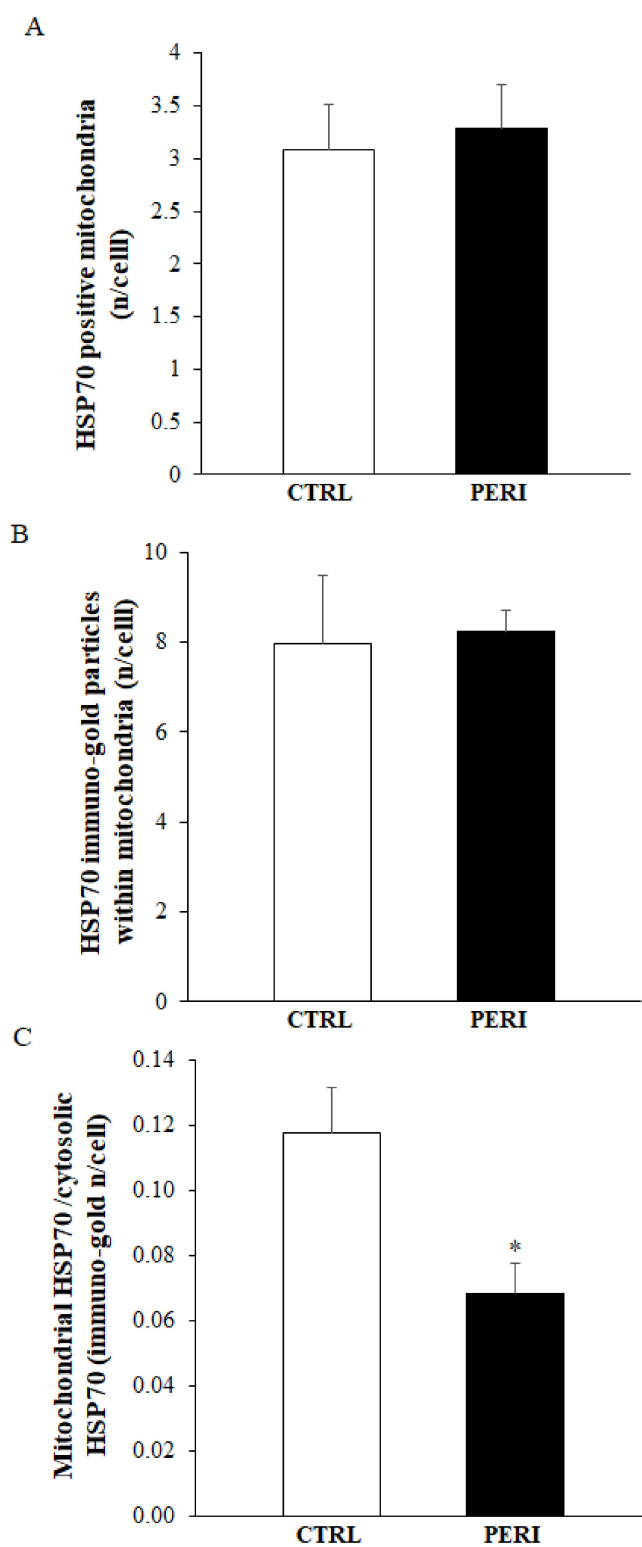 A
HSP70 positive mitochondria
(n/celll)
4
3.5
3
2.5
2
1.5
1
0.5
0
CTRL
PERI
B
HSP70 immuno-gold particles
within mitochondria (n/celll)
10
8
6
4
2
0
CTRL
PERI
C
Mitochondrial HSP70 /cytosolic
HSP70 (immuno-gold n/cell)
0.14
0.12
0.10
0.08
0.06
0.04
0.02
0.00
*
CTRL
PERI